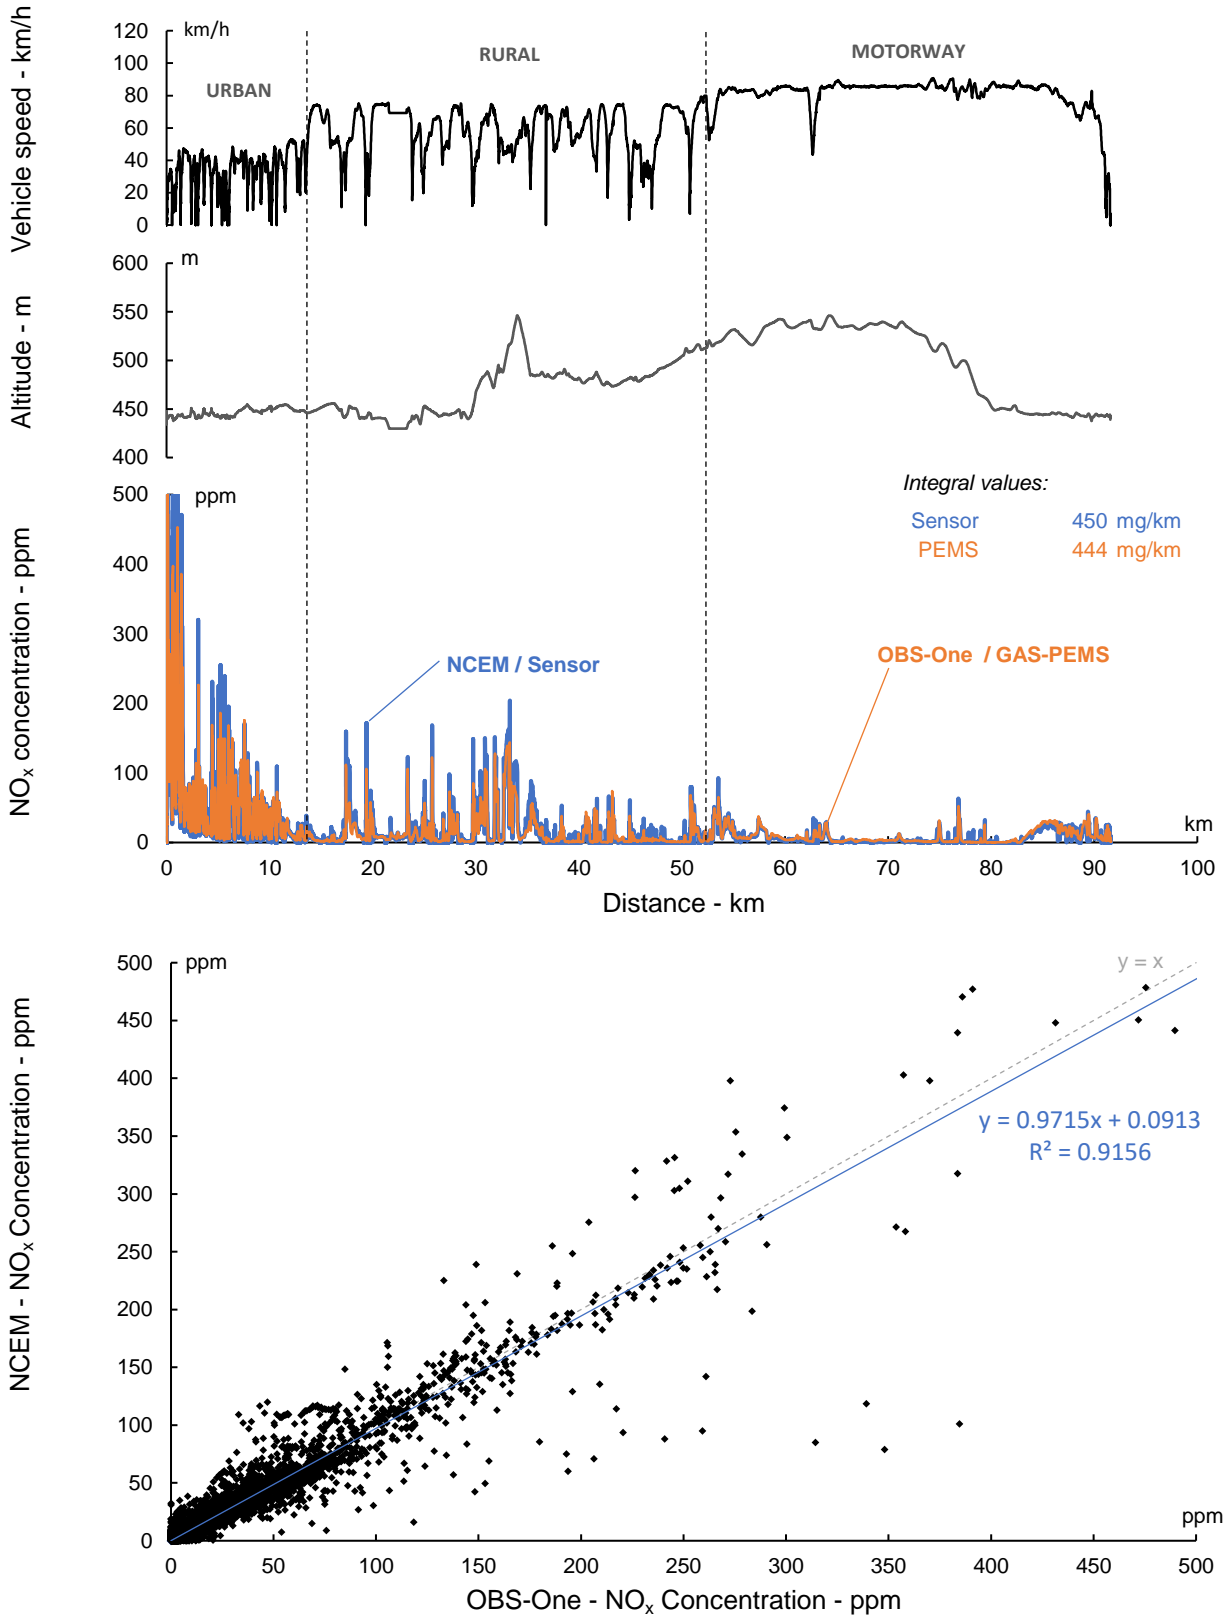 Vehicle speed - km/h
120
100
80
60
40
20
0
km/h
URBAN
RURAL
MOTORWAY
Altitude - m
600
550
500
450
400
m
NOₓ concentration - ppm
500
400
300
200
100
0
ppm
Integral values:
Sensor 450 mg/km
PEMS 444 mg/km
NCEM / Sensor
OBS-One / GAS-PEMS
km
0 10 20 30 40 50 60 70 80 90 100
Distance - km
NCEM - NOₓ Concentration - ppm
500
450
400
350
300
250
200
150
100
50
0
ppm
y = x
y = 0.9715x + 0.0913
R² = 0.9156
ppm
0 50 100 150 200 250 300 350 400 450 500
OBS-One - NOₓ Concentration - ppm